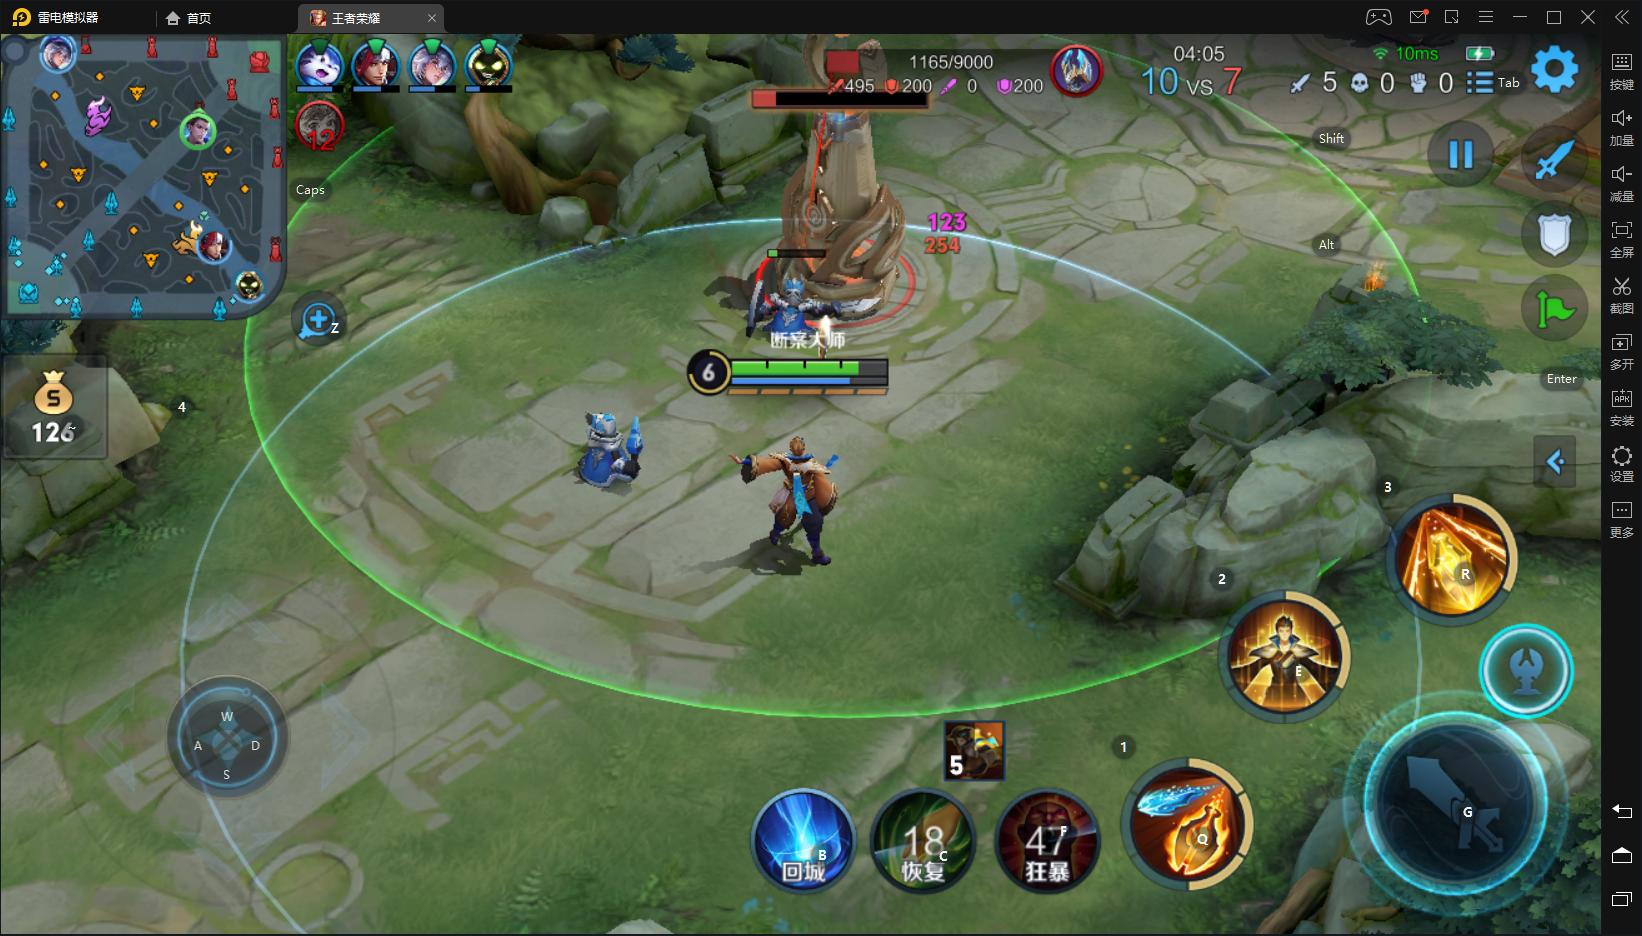 雷电模拟器
首页
王者荣耀
1165/9000
495 200 0 200
04:05
10 VS 7
10ms
5 0 0 Tab
12
Caps
Shift
Alt
Enter
123
254
断案大师
6
Z
126
4
3
R
2
E
1
Q
G
W
A D
S
5
B
回城
18
C
恢复
47
F
狂暴
按键
加量
减量
全屏
截图
多开
APK
安装
设置
更多